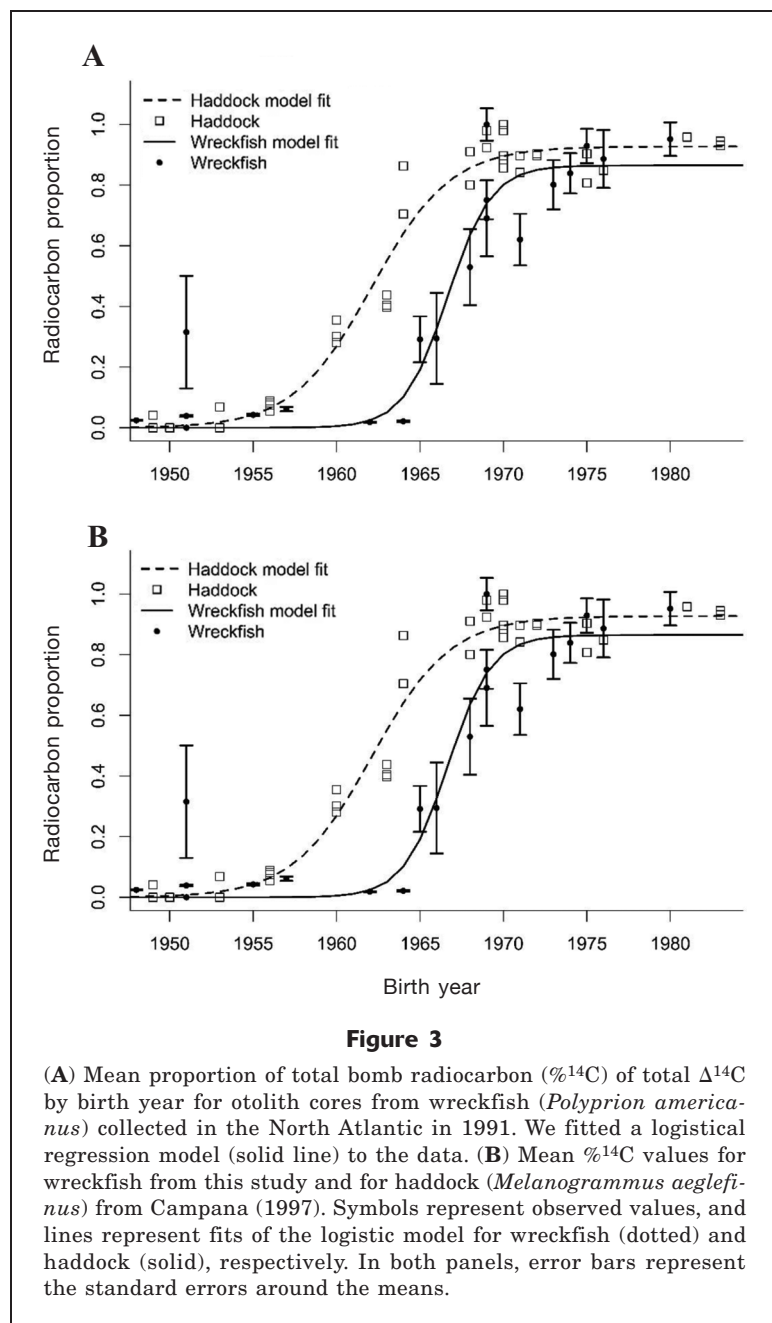 A
Haddock model fit
Haddock
Wreckfish model fit
Wreckfish
Radiocarbon proportion
1.0
0.8
0.6
0.4
0.2
0.0
1950 1955 1960 1965 1970 1975 1980
B
Haddock model fit
Haddock
Wreckfish model fit
Wreckfish
Radiocarbon proportion
1.0
0.8
0.6
0.4
0.2
0.0
1950 1955 1960 1965 1970 1975 1980
Birth year
Figure 3
(A) Mean proportion of total bomb radiocarbon (%¹⁴C) of total Δ¹⁴C
by birth year for otolith cores from wreckfish (Polyprion america-
nus) collected in the North Atlantic in 1991. We fitted a logistical
regression model (solid line) to the data. (B) Mean %¹⁴C values for
wreckfish from this study and for haddock (Melanogrammus aeglefi-
nus) from Campana (1997). Symbols represent observed values, and
lines represent fits of the logistic model for wreckfish (dotted) and
haddock (solid), respectively. In both panels, error bars represent
the standard errors around the means.